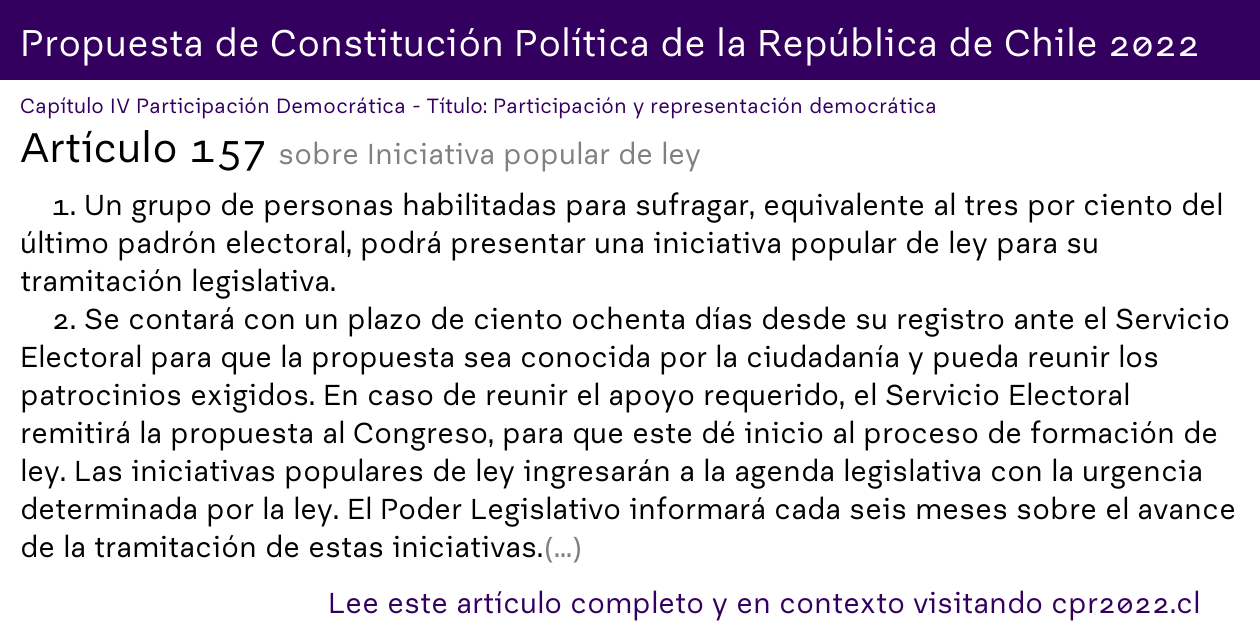 Propuesta de Constitución Política de la República de Chile 2022
Capítulo IV Participación Democrática - Título: Participación y representación democrática
Artículo 157 sobre Iniciativa popular de ley
1. Un grupo de personas habilitadas para sufragar, equivalente al tres por ciento del
último padrón electoral, podrá presentar una iniciativa popular de ley para su
tramitación legislativa.
2. Se contará con un plazo de ciento ochenta días desde su registro ante el Servicio
Electoral para que la propuesta sea conocida por la ciudadanía y pueda reunir los
patrocinios exigidos. En caso de reunir el apoyo requerido, el Servicio Electoral
remitirá la propuesta al Congreso, para que este dé inicio al proceso de formación de
ley. Las iniciativas populares de ley ingresarán a la agenda legislativa con la urgencia
determinada por la ley. El Poder Legislativo informará cada seis meses sobre el avance
de la tramitación de estas iniciativas.(...)
Lee este artículo completo y en contexto visitando cpr2022.cl